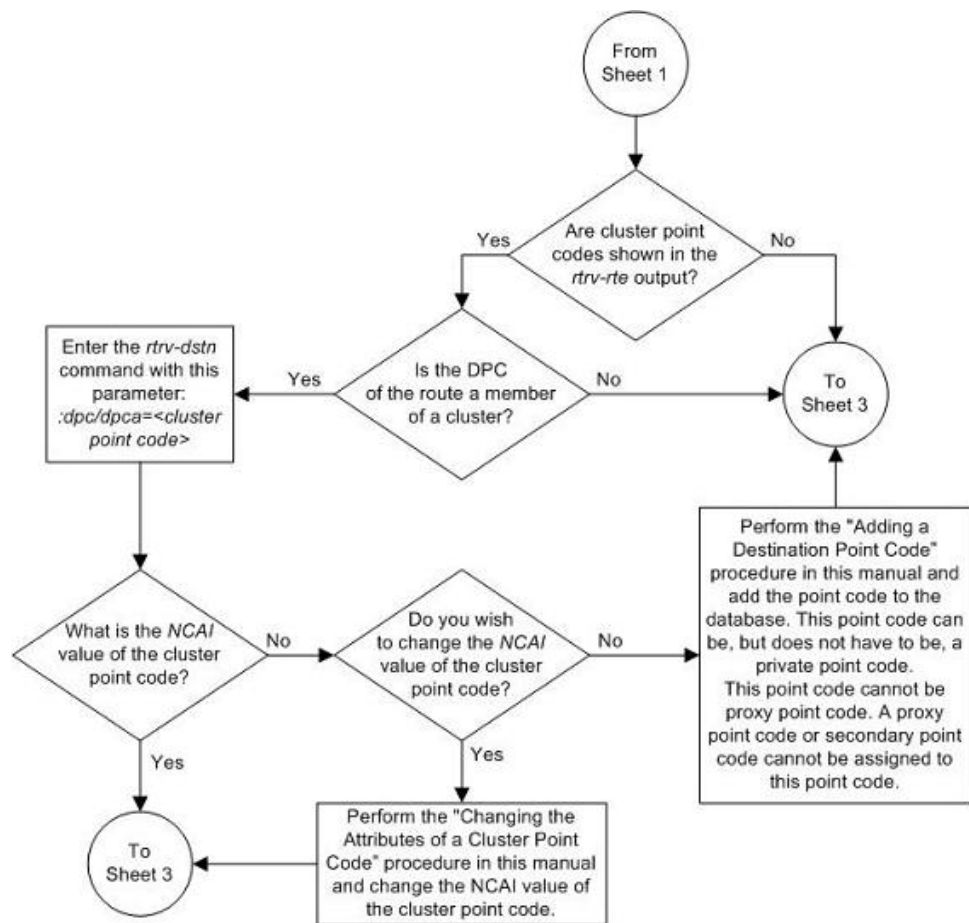 From
Sheet 1
Are cluster point
codes shown in the
rtrv-rte output?
Yes
No
Is the DPC
of the route a member
of a cluster?
Yes
No
To
Sheet 3
Enter the rtrv-dstn
command with this
parameter:
:dpc/dpca=<cluster
point code>
What is the NCAI
value of the cluster
point code?
No
Yes
Do you wish
to change the NCAI
value of the cluster
point code?
No
Yes
Perform the "Adding a
Destination Point Code"
procedure in this manual and
add the point code to the
database. This point code can
be, but does not have to be, a
private point code.
This point code cannot be
proxy point code. A proxy
point code or secondary point
code cannot be assigned to
this point code.
Perform the "Changing the
Attributes of a Cluster Point
Code" procedure in this manual
and change the NCAI value of
the cluster point code.
To
Sheet 3